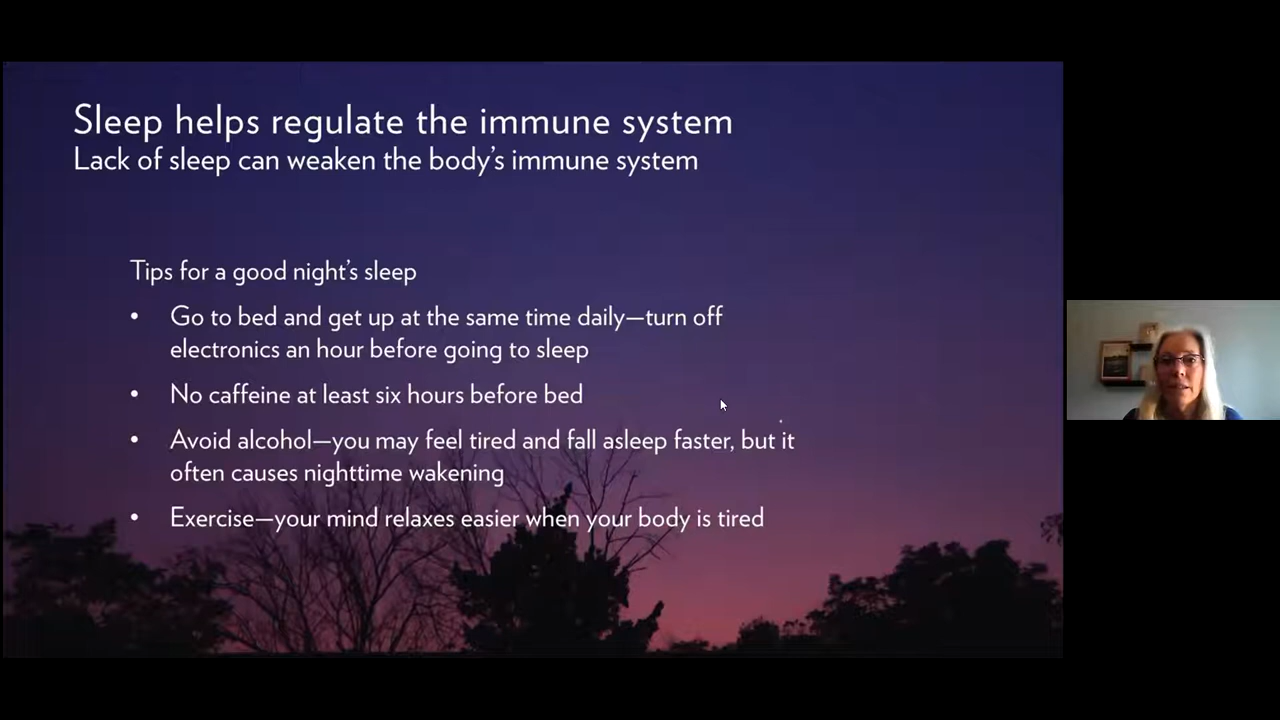 Sleep helps regulate the immune system
Lack of sleep can weaken the body's immune system
Tips for a good night's sleep
• Go to bed and get up at the same time daily—turn off
electronics an hour before going to sleep
• No caffeine at least six hours before bed
• Avoid alcohol—you may feel tired and fall asleep faster, but it
often causes nighttime wakening
• Exercise—your mind relaxes easier when your body is tired